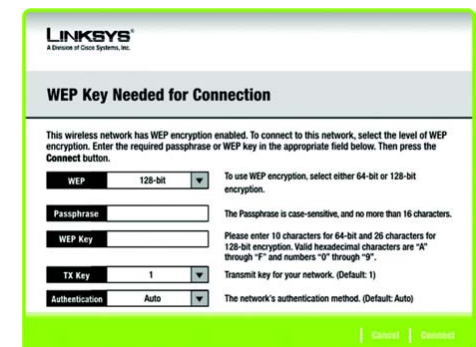 LINKSYS®
A Division of Cisco Systems, Inc.
WEP Key Needed for Connection
This wireless network has WEP encryption enabled. To connect to this network, select the level of WEP
encryption. Enter the required passphrase or WEP key in the appropriate field below. Then press the
Connect button.
WEP 128-bit To use WEP encryption, select either 64-bit or 128-bit
encryption.
Passphrase The Passphrase is case-sensitive, and no more than 16 characters.
WEP Key Please enter 10 characters for 64-bit and 26 characters for
128-bit encryption. Valid hexadecimal characters are "A"
through "F" and numbers "0" through "9".
TX Key 1 Transmit key for your network. (Default: 1)
Authentication Auto The network's authentication method. (Default: Auto)
Cancel Connect